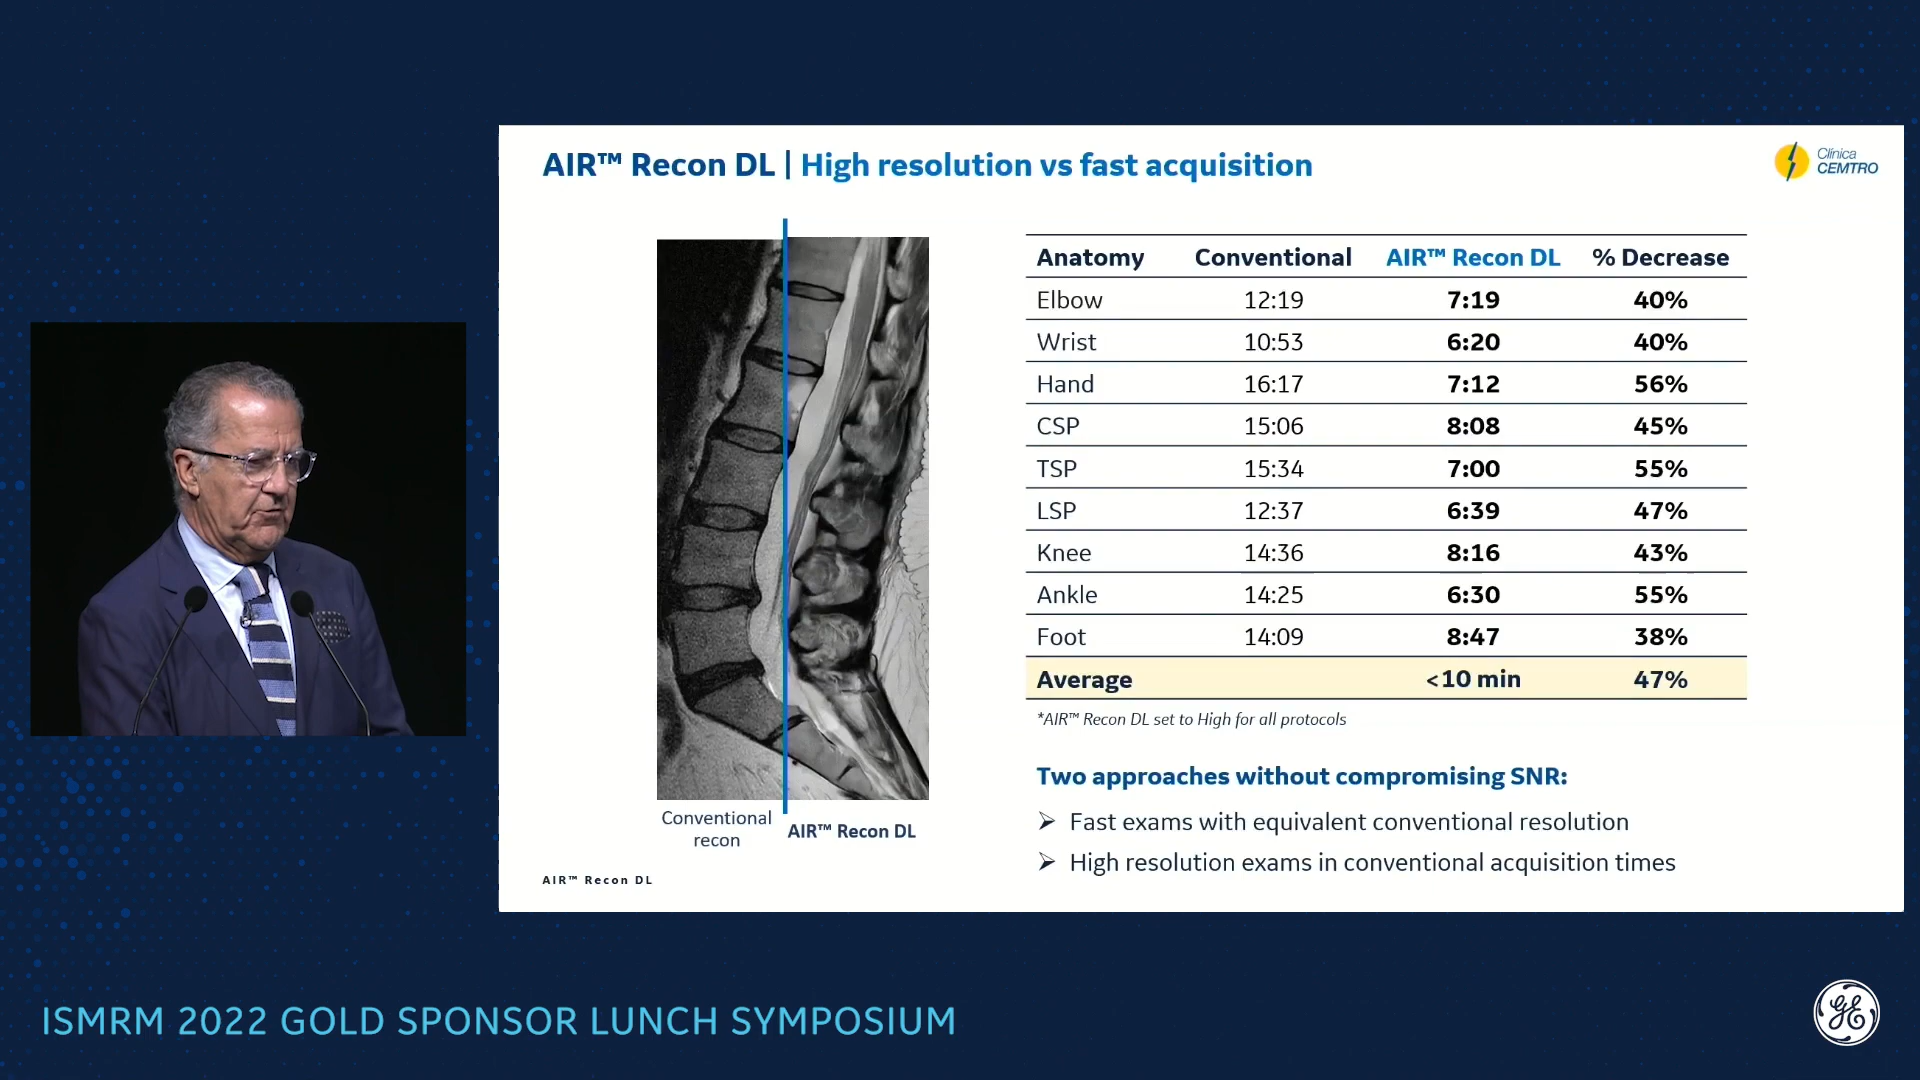 AIR™ Recon DL | High resolution vs fast acquisition
Clínica
CEMTRO
Anatomy Conventional AIR™ Recon DL % Decrease
Elbow 12:19 7:19 40%
Wrist 10:53 6:20 40%
Hand 16:17 7:12 56%
CSP 15:06 8:08 45%
TSP 15:34 7:00 55%
LSP 12:37 6:39 47%
Knee 14:36 8:16 43%
Ankle 14:25 6:30 55%
Foot 14:09 8:47 38%
Average <10 min 47%
*AIR™ Recon DL set to High for all protocols
Two approaches without compromising SNR:
➢ Fast exams with equivalent conventional resolution
➢ High resolution exams in conventional acquisition times
Conventional
recon
AIR™ Recon DL
AIR™ Recon DL
ISMRM 2022 GOLD SPONSOR LUNCH SYMPOSIUM
GE